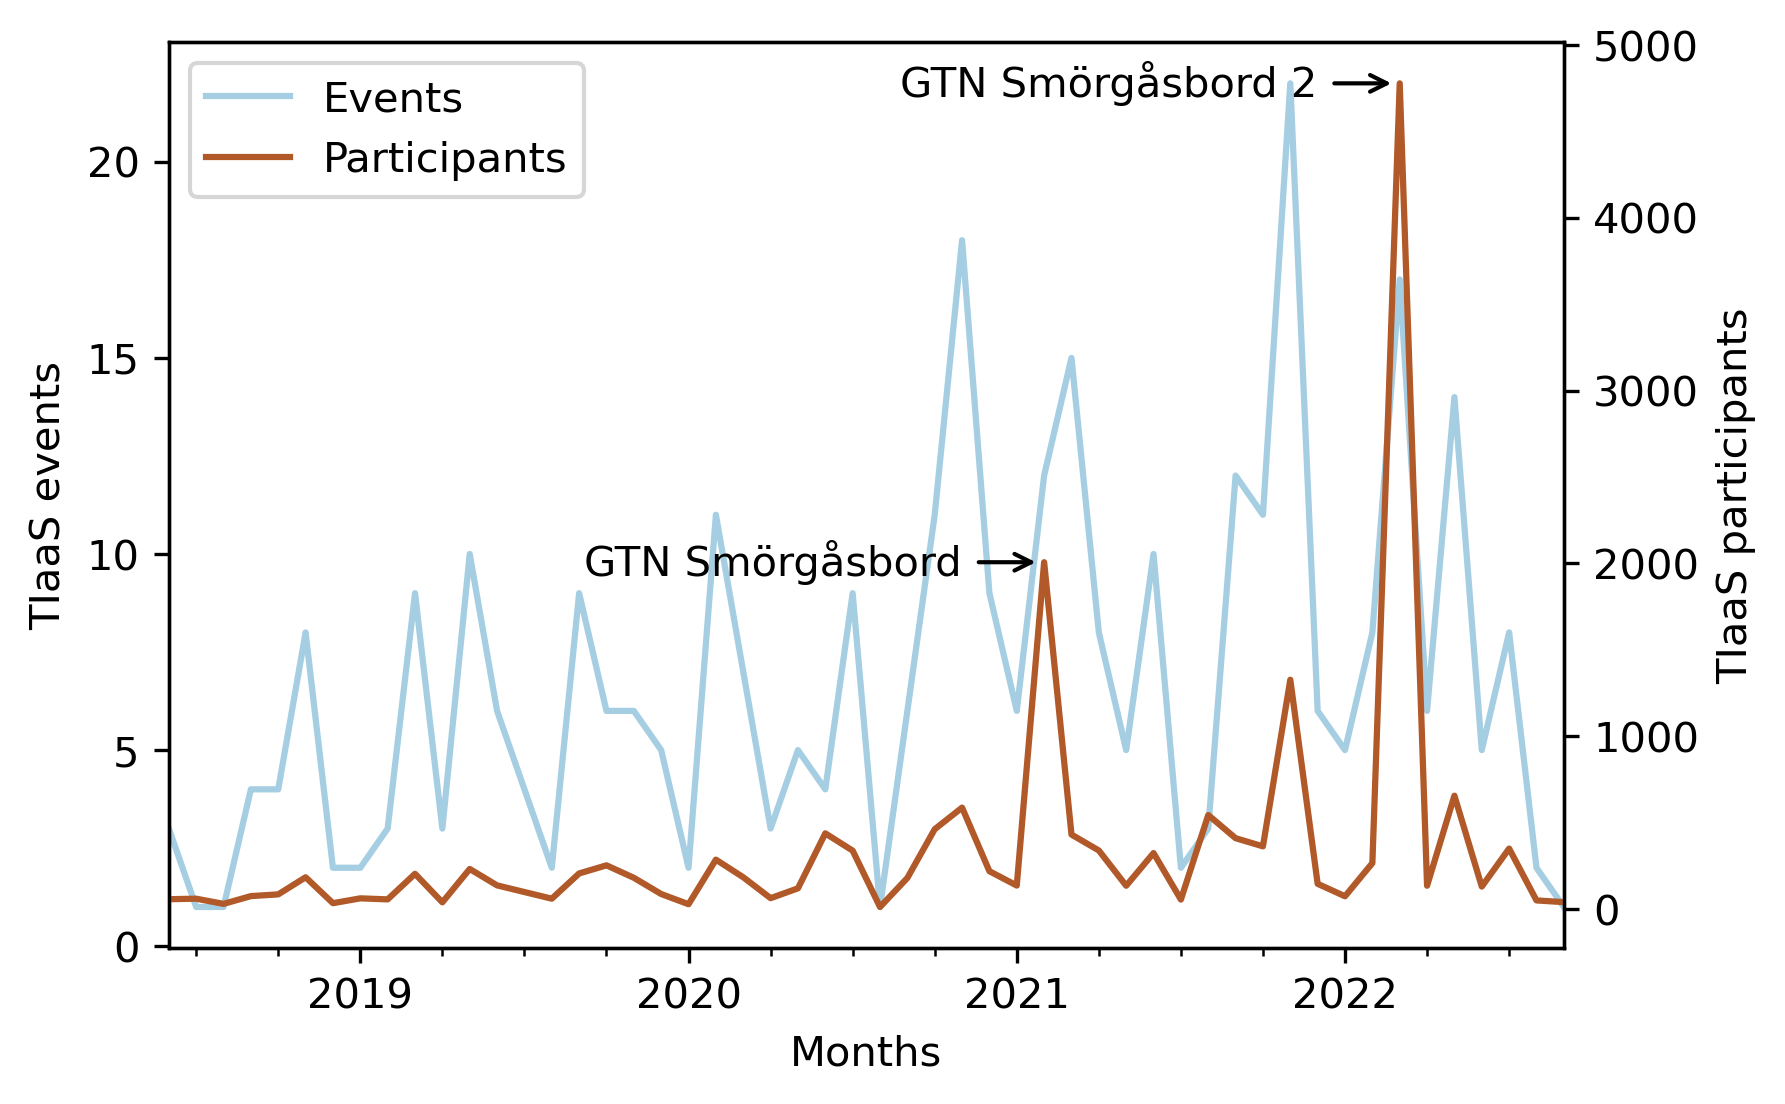 Events
Participants
GTN Smörgåsbord 2
GTN Smörgåsbord
TIaaS events
0
5
10
15
20
TIaaS participants
0
1000
2000
3000
4000
5000
2019 2020 2021 2022
Months